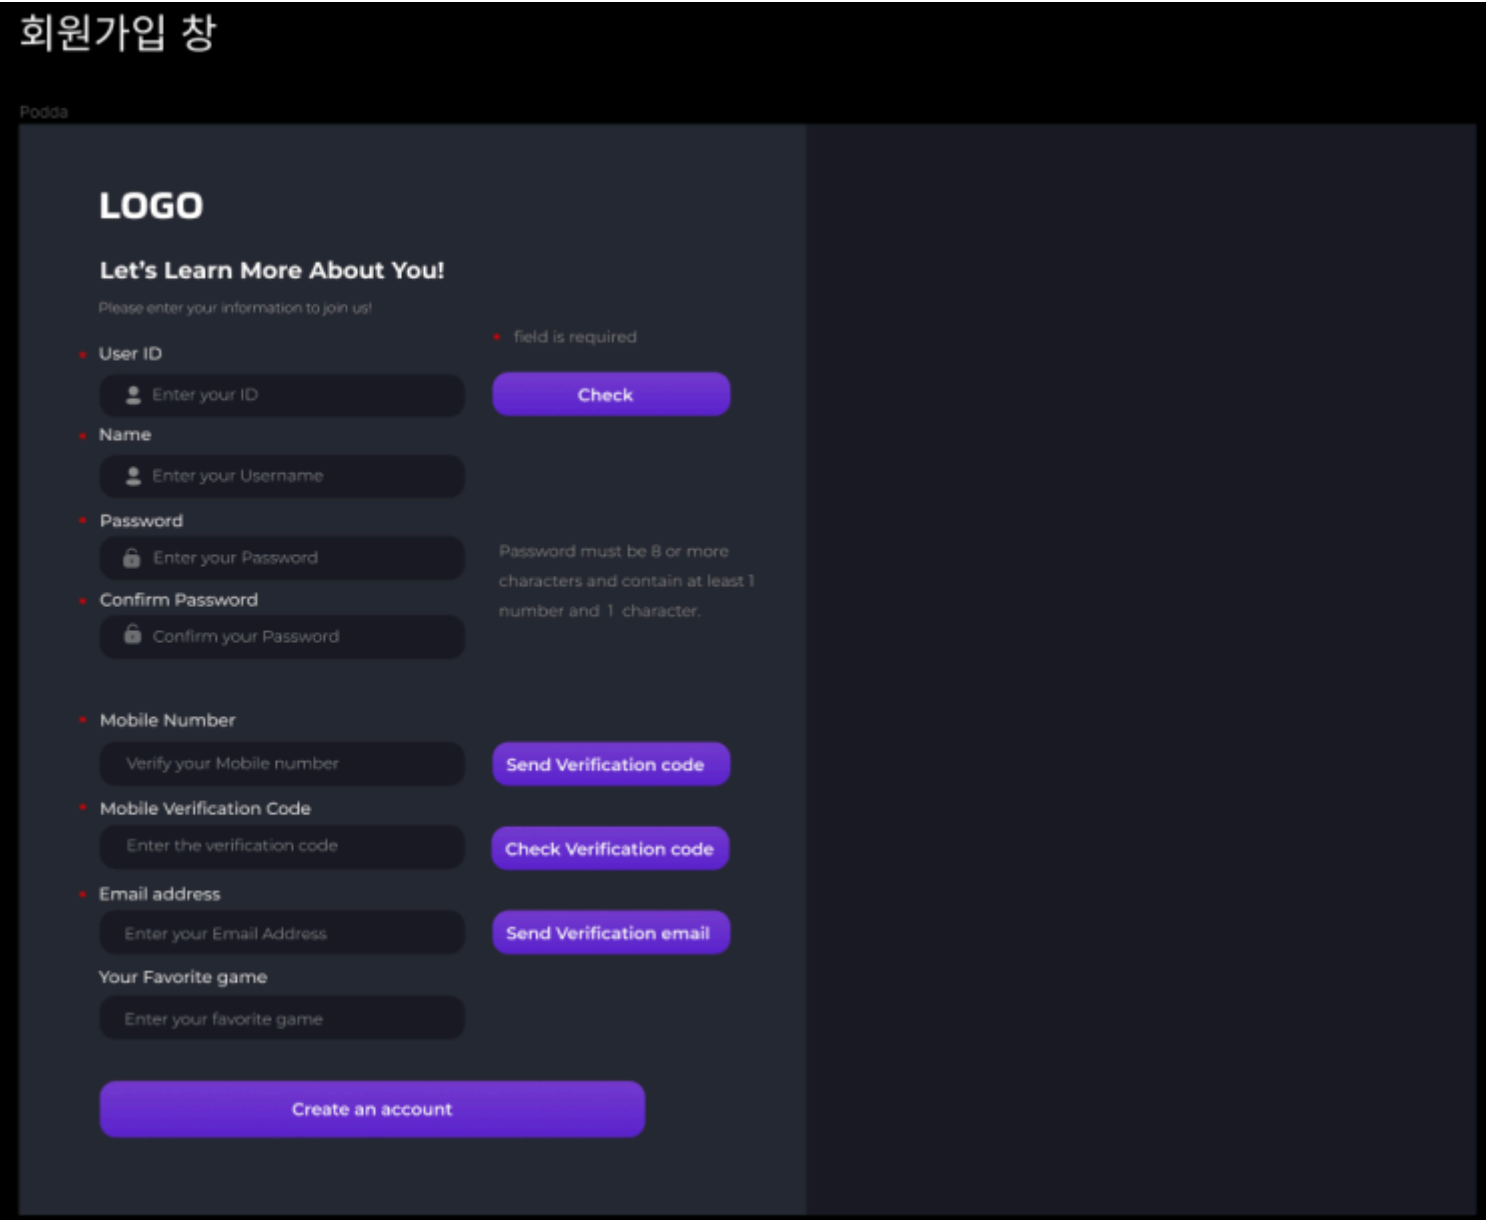 회원가입 창
Podda
LOGO
Let's Learn More About You!
Please enter your information to join us!
* field is required
* User ID
Enter your ID
Check
* Name
Enter your Username
* Password
Enter your Password
Password must be 8 or more
characters and contain at least 1
number and 1 character.
* Confirm Password
Confirm your Password
* Mobile Number
Verify your Mobile number
Send Verification code
* Mobile Verification Code
Enter the verification code
Check Verification code
* Email address
Enter your Email Address
Send Verification email
Your Favorite game
Enter your favorite game
Create an account